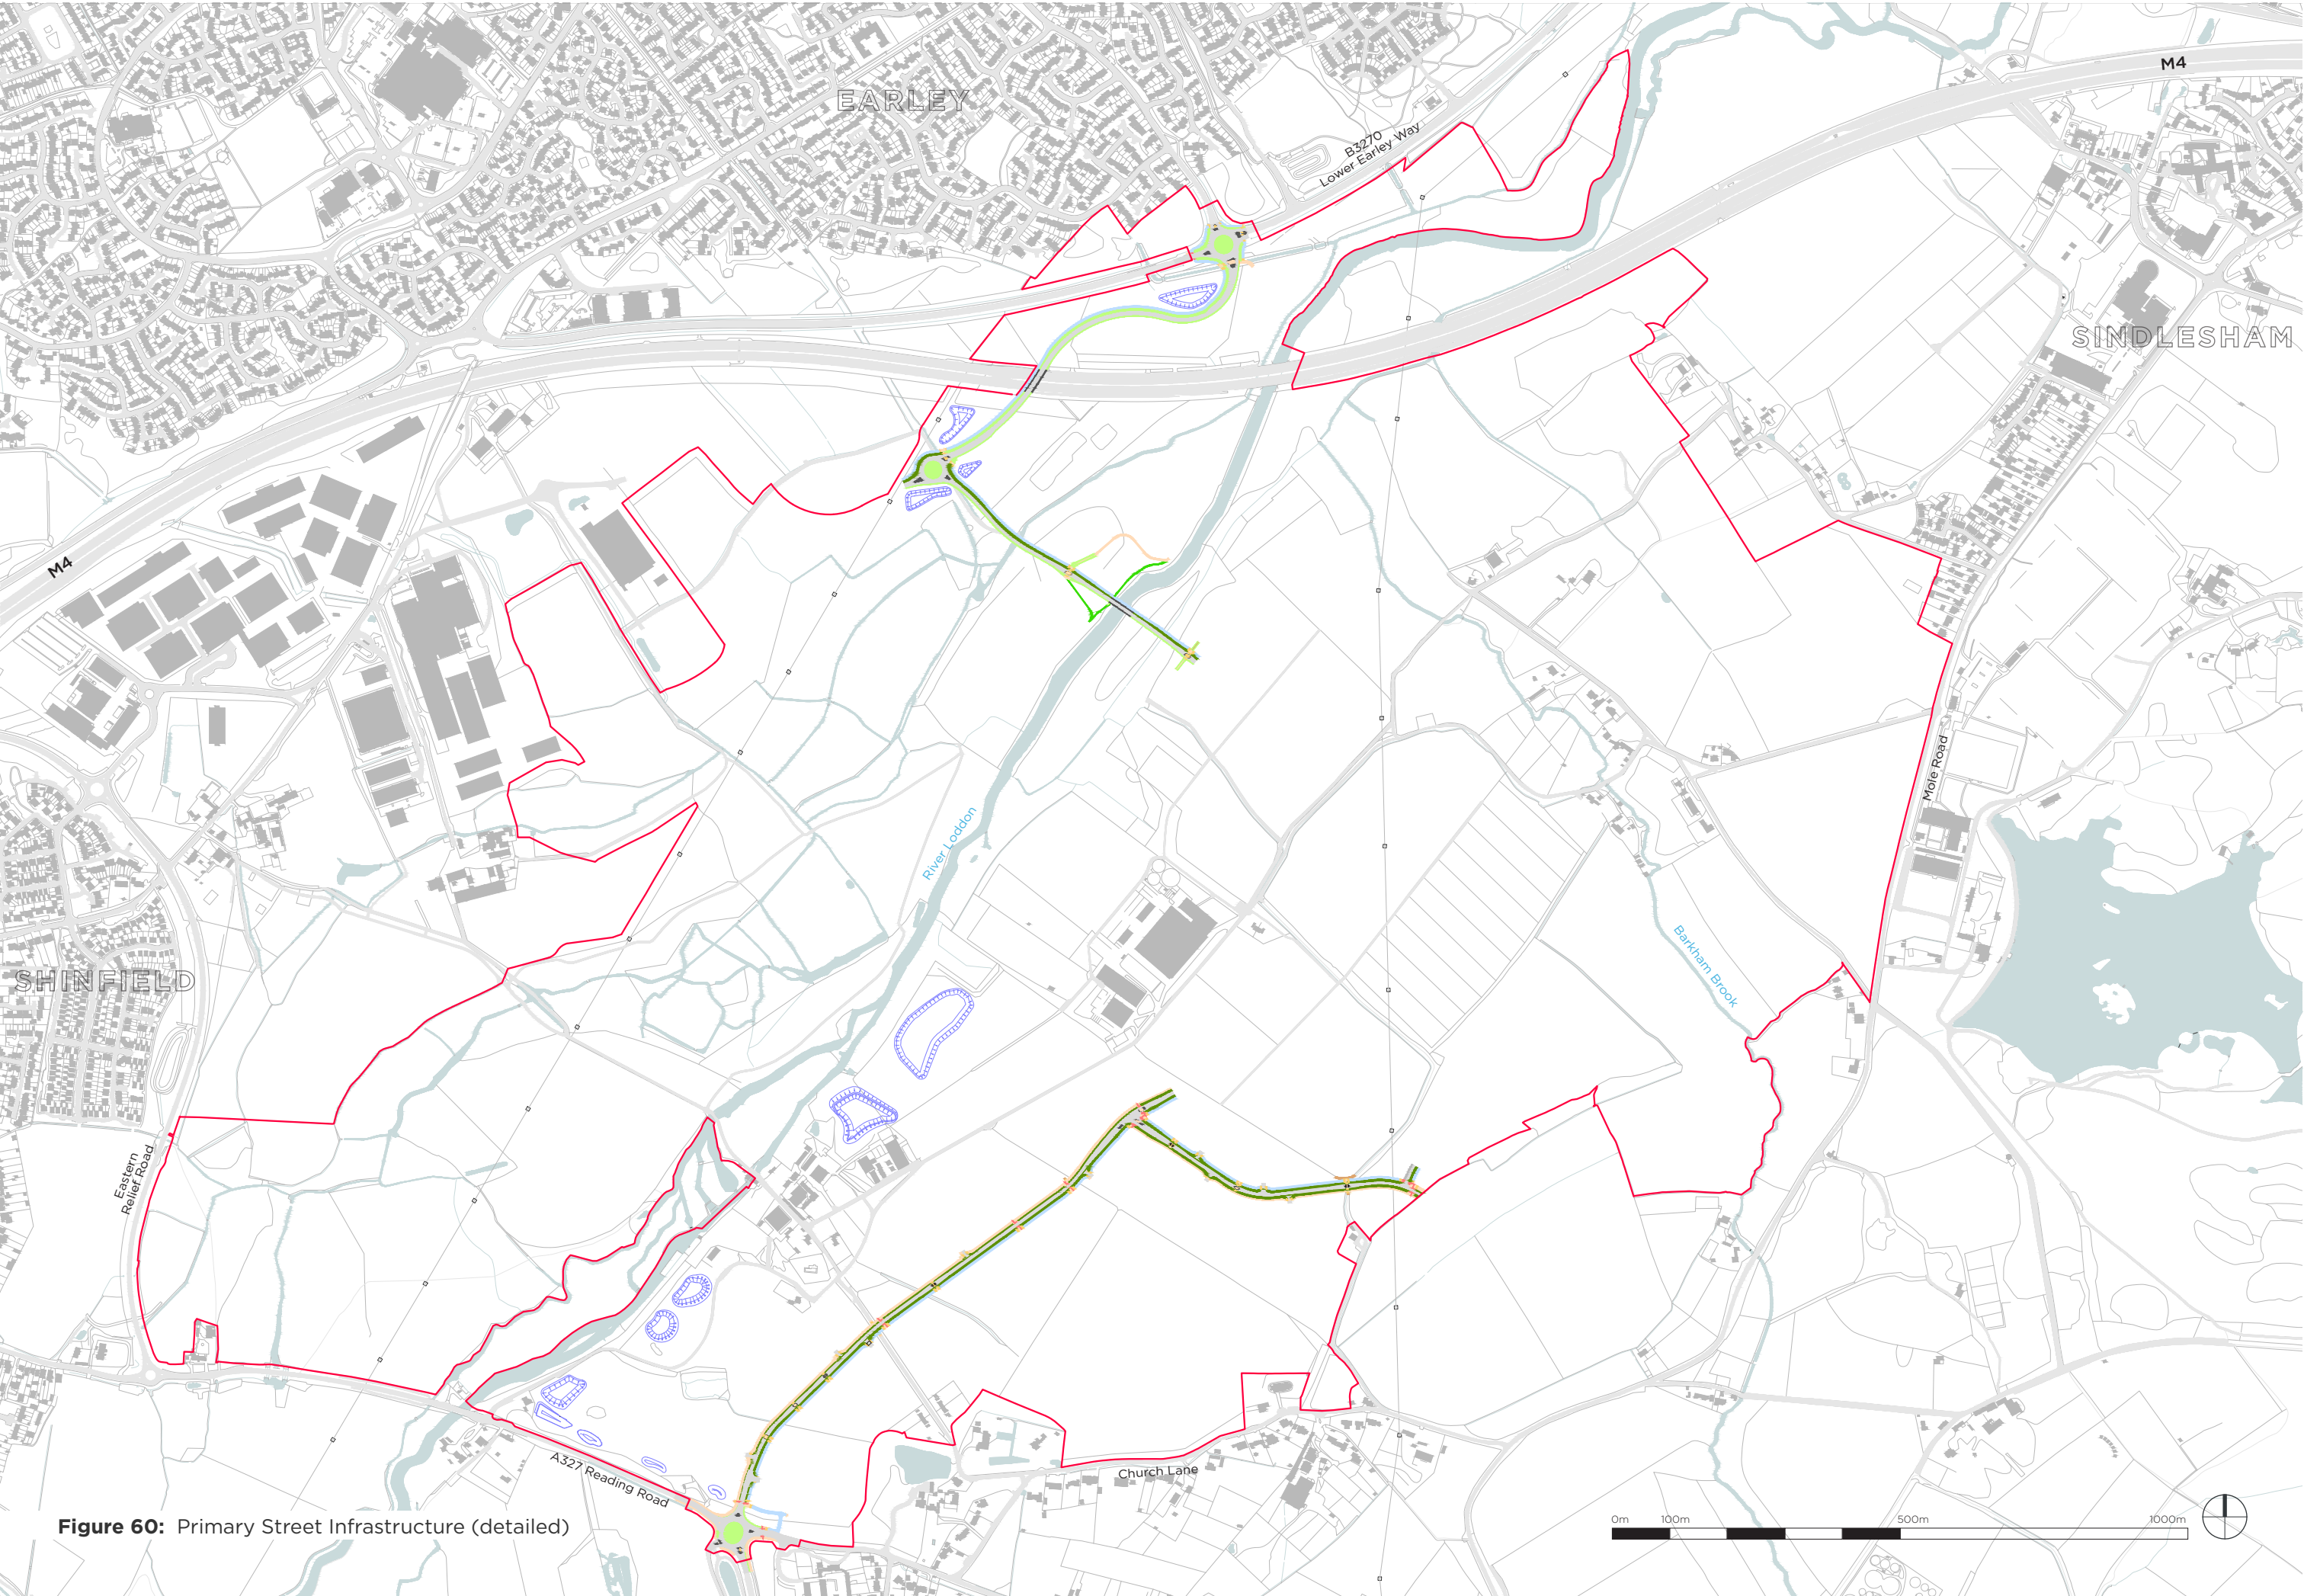 M4
EARLEY
B3270
Lower Earley Way
SINDLESHAM
M4
Mole Road
River Loddon
Barkham Brook
SHINFIELD
Eastern
Relief Road
A327 Reading Road
Church Lane
Figure 60: Primary Street Infrastructure (detailed)
0m 100m 500m 1000m